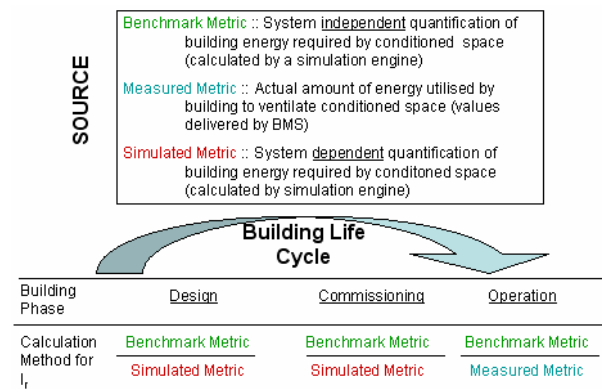 SOURCE
Benchmark Metric :: System independent quantification of
building energy required by conditioned space
(calculated by a simulation engine)
Measured Metric :: Actual amount of energy utilised by
building to ventilate conditioned space (values
delivered by BMS)
Simulated Metric :: System dependent quantification of
building energy required by conditoned space
(calculated by simulation engine)
Building Life
Cycle
Building
Phase
Design
Commissioning
Operation
Calculation
Method for
Ir
Benchmark Metric
Simulated Metric
Benchmark Metric
Simulated Metric
Benchmark Metric
Measured Metric